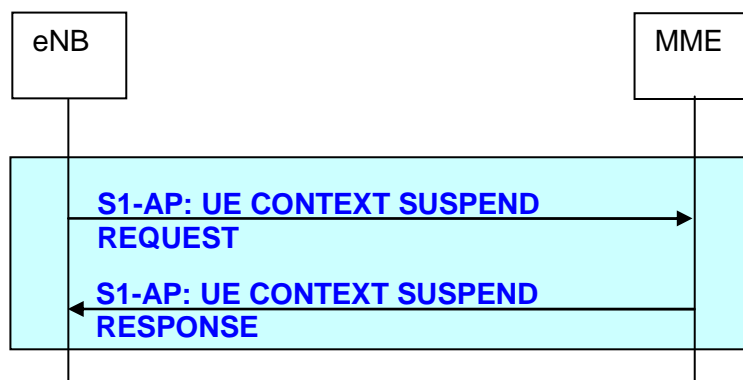 eNB
MME
S1-AP: UE CONTEXT SUSPEND
REQUEST
S1-AP: UE CONTEXT SUSPEND
RESPONSE